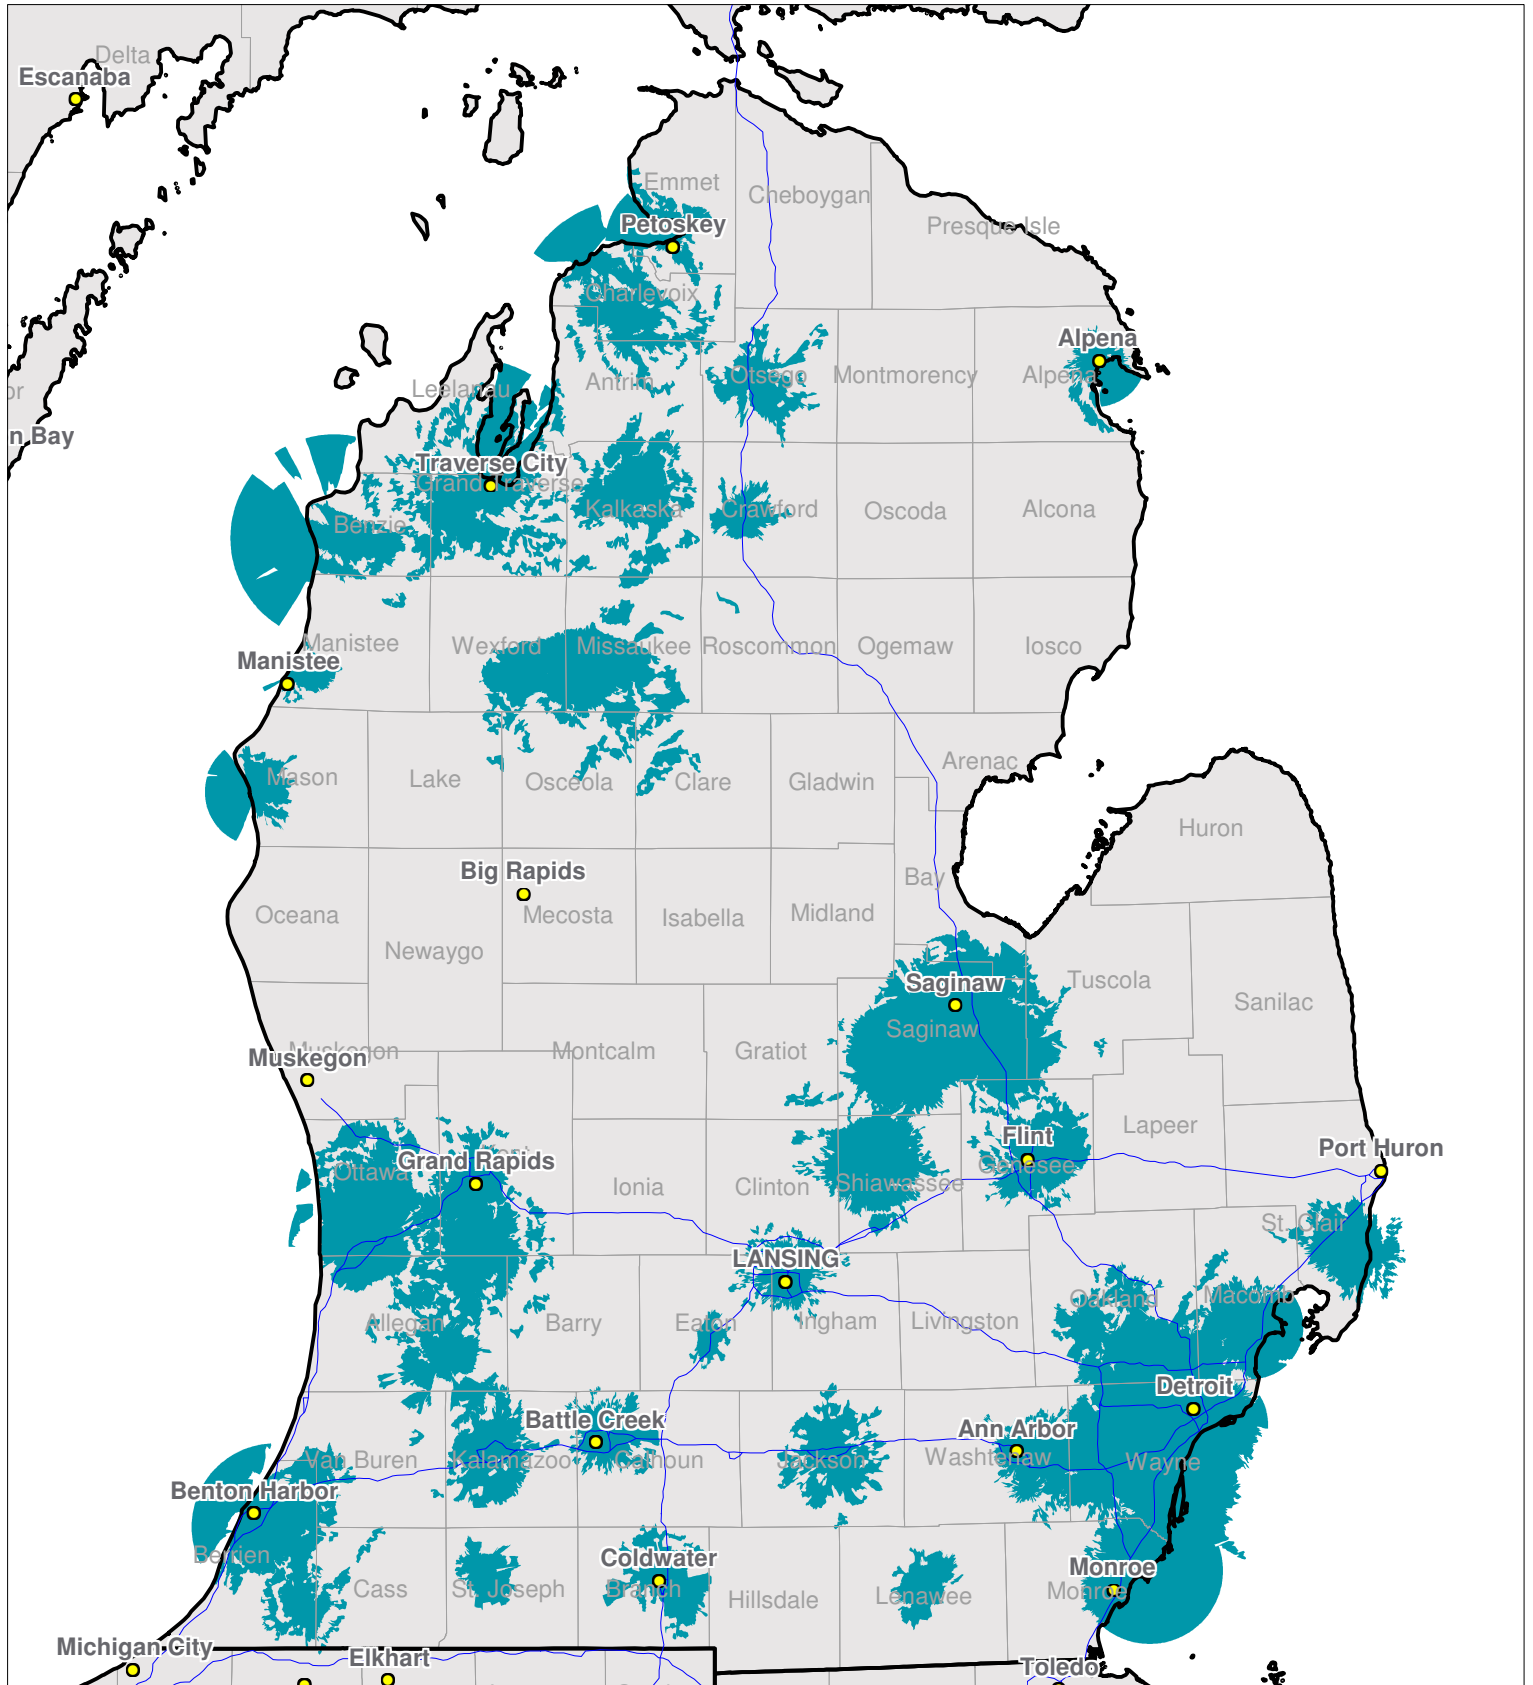 Delta
Escanaba
Emmet
Cheboygan
Petoskey
Presque Isle
Charlevoix
Alpena
Leelanau
Antrim
Otsego
Montmorency
Alpena
or
n Bay
Traverse City
Grand Traverse
Kalkaska
Crawford
Oscoda
Alcona
Benzie
Manistee
Wexford
Missaukee
Roscommon
Ogemaw
Iosco
Manistee
Mason
Lake
Osceola
Clare
Gladwin
Arenac
Huron
Big Rapids
Bay
Oceana
Mecosta
Isabella
Midland
Newaygo
Saginaw
Tuscola
Sanilac
Saginaw
Muskegon
Muskegon
Montcalm
Gratiot
Lapeer
Flint
Port Huron
Grand Rapids
Ottawa
Genesee
Ionia
Clinton
Shiawassee
St. Clair
LANSING
Oakland
Macomb
Allegan
Barry
Eaton
Ingham
Livingston
Detroit
Battle Creek
Ann Arbor
Van Buren
Kalamazoo
Calhoun
Jackson
Washtenaw
Wayne
Benton Harbor
Berrien
Coldwater
Monroe
Cass
St. Joseph
Branch
Hillsdale
Lenawee
Monroe
Michigan City
Elkhart
Toledo